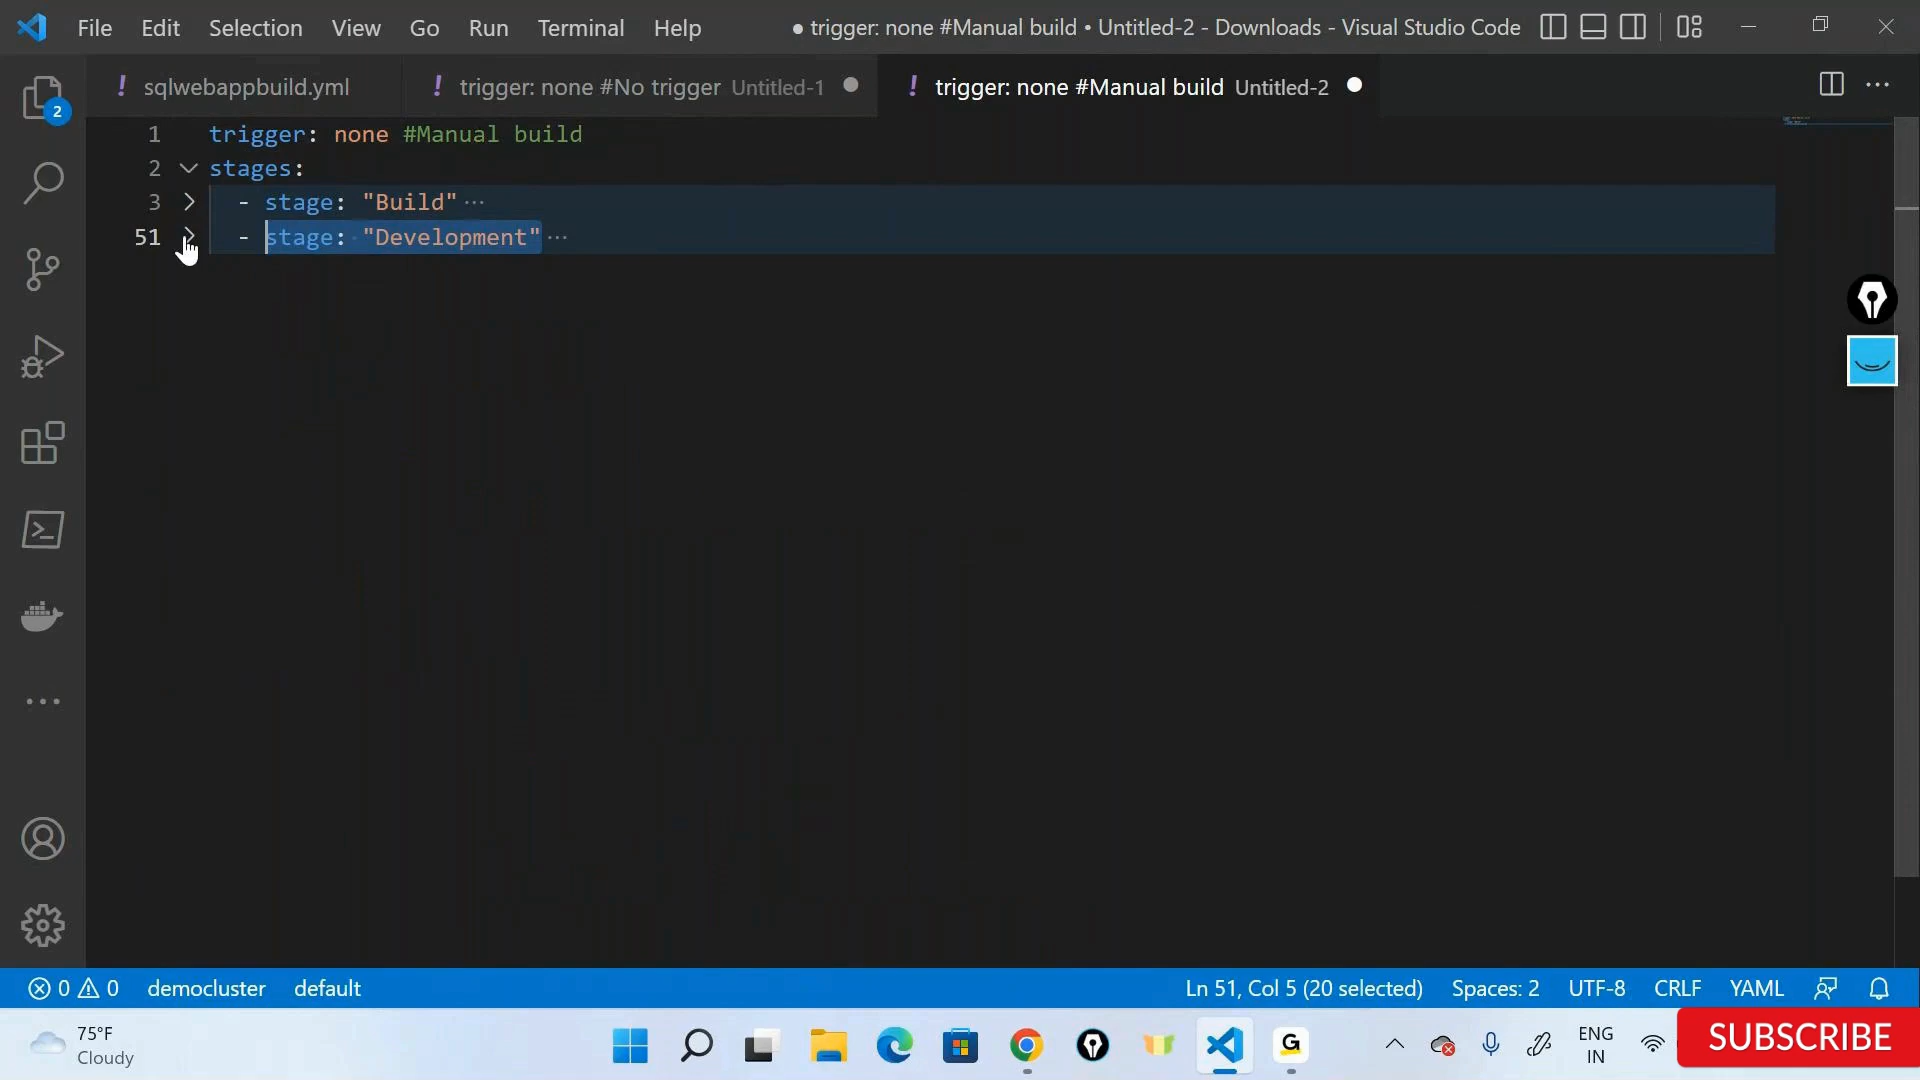 File Edit Selection View Go Run Terminal Help
● trigger: none #Manual build • Untitled-2 - Downloads - Visual Studio Code
! sqlwebappbuild.yml
! trigger: none #No trigger Untitled-1
! trigger: none #Manual build Untitled-2
2
1 trigger: none #Manual build
2 stages:
3 - stage: "Build" ...
51 - stage: "Development" ...
0 0 democluster default
Ln 51, Col 5 (20 selected) Spaces: 2 UTF-8 CRLF YAML
75°F
Cloudy
G
ENG
IN
SUBSCRIBE